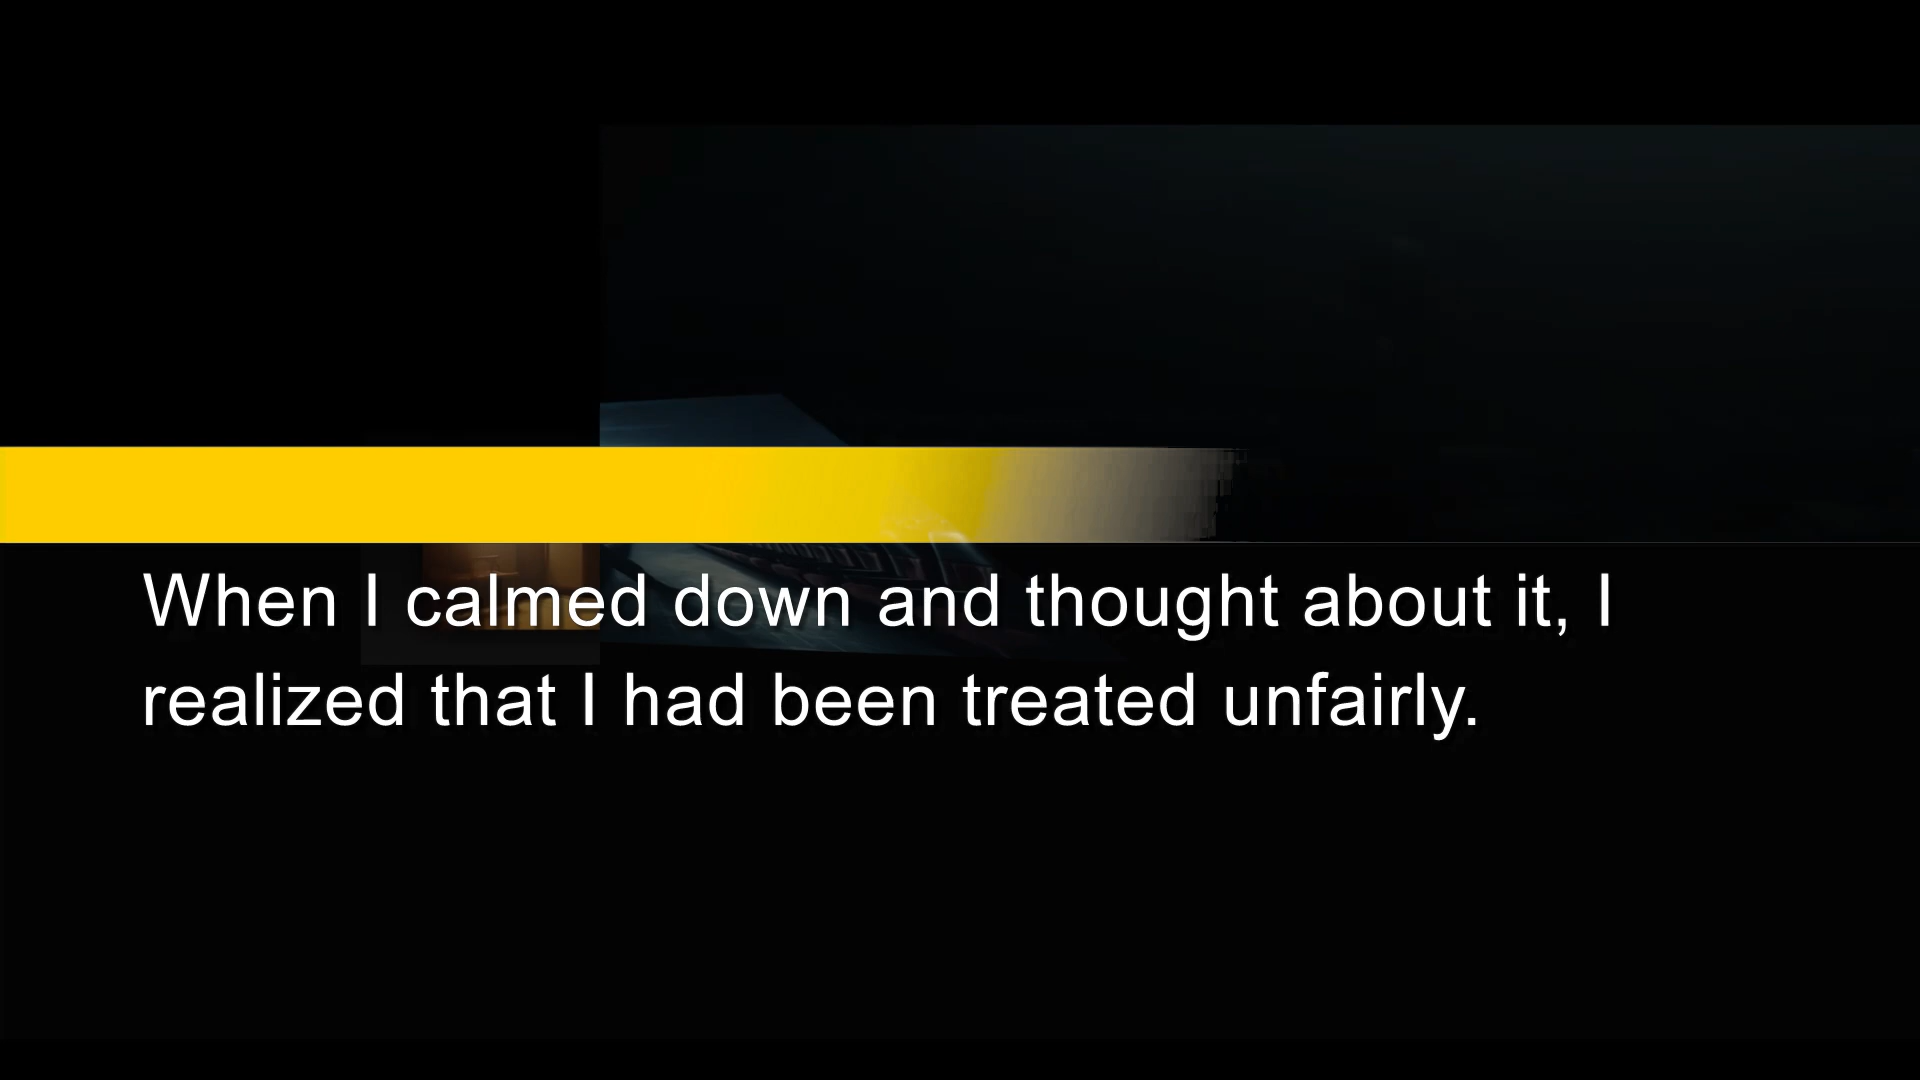 When I calmed down and thought about it, I
realized that I had been treated unfairly.